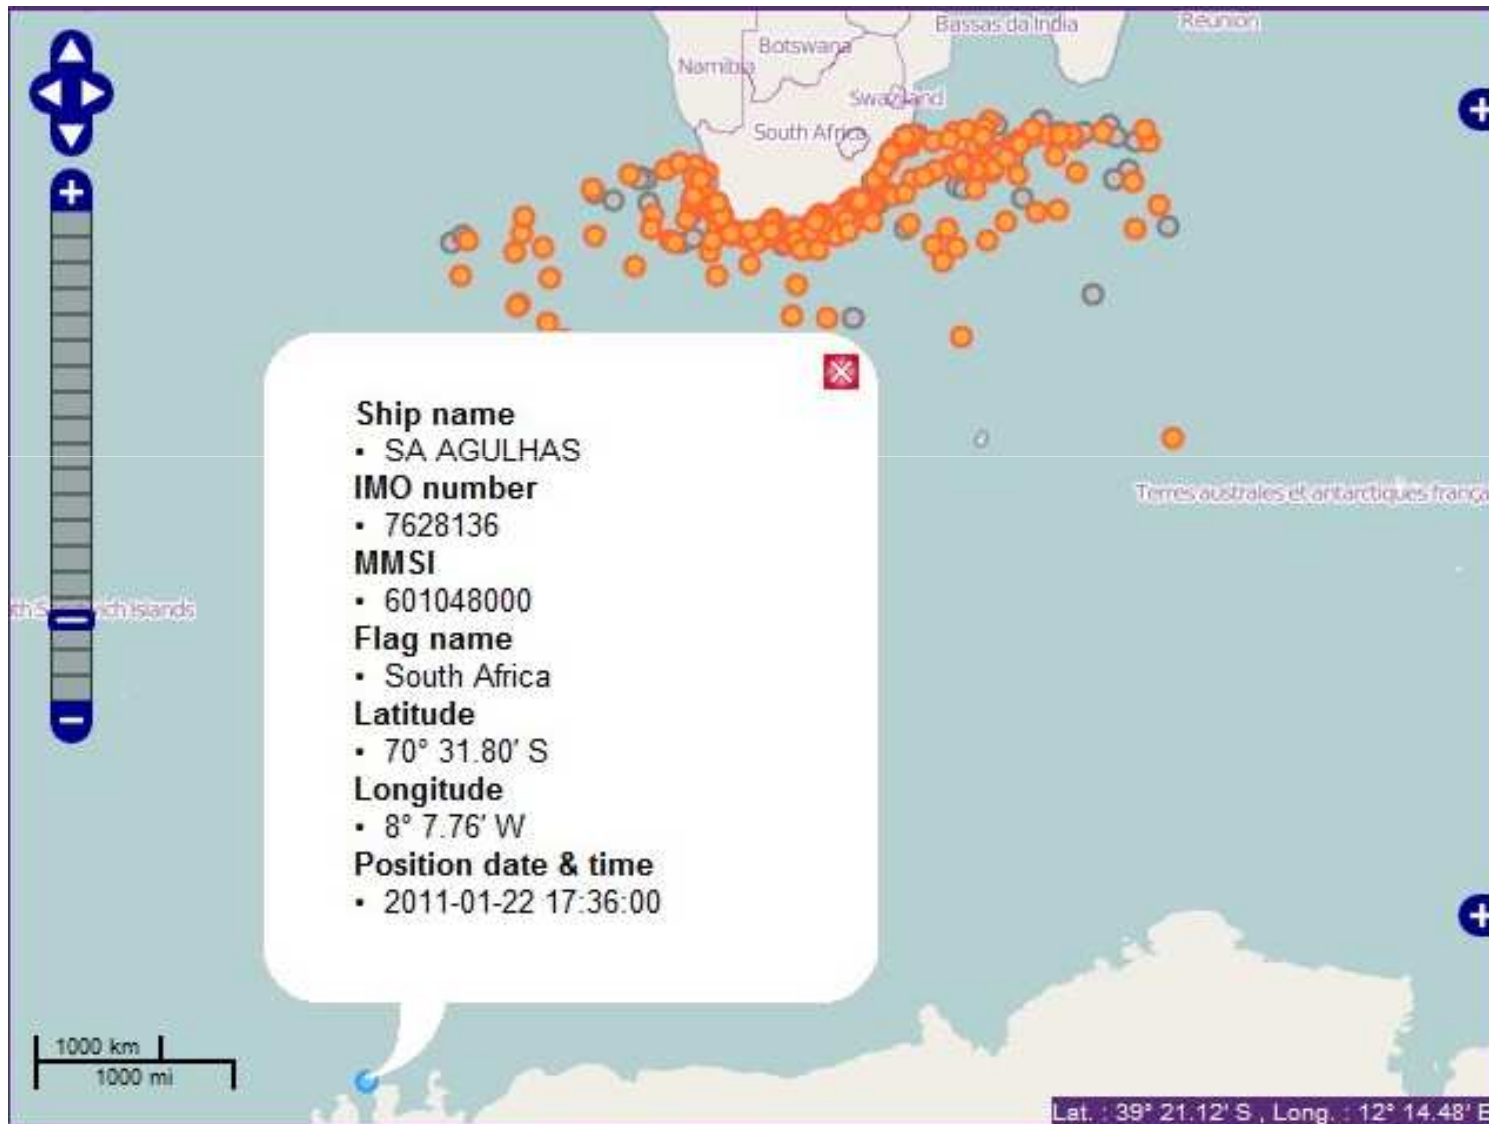 Bassas da India
Réunion
Botswana
Namibia
Swaziland
South Africa
Ship name
• SA AGULHAS
IMO number
• 7628136
MMSI
• 601048000
Flag name
• South Africa
Latitude
• 70° 31.80' S
Longitude
• 8° 7.76' W
Position date & time
• 2011-01-22 17:36:00
Terres australes et antarctiques frança
Islands
1000 km
1000 mi
Lat. : 39° 21.12' S , Long. : 12° 14.48' E